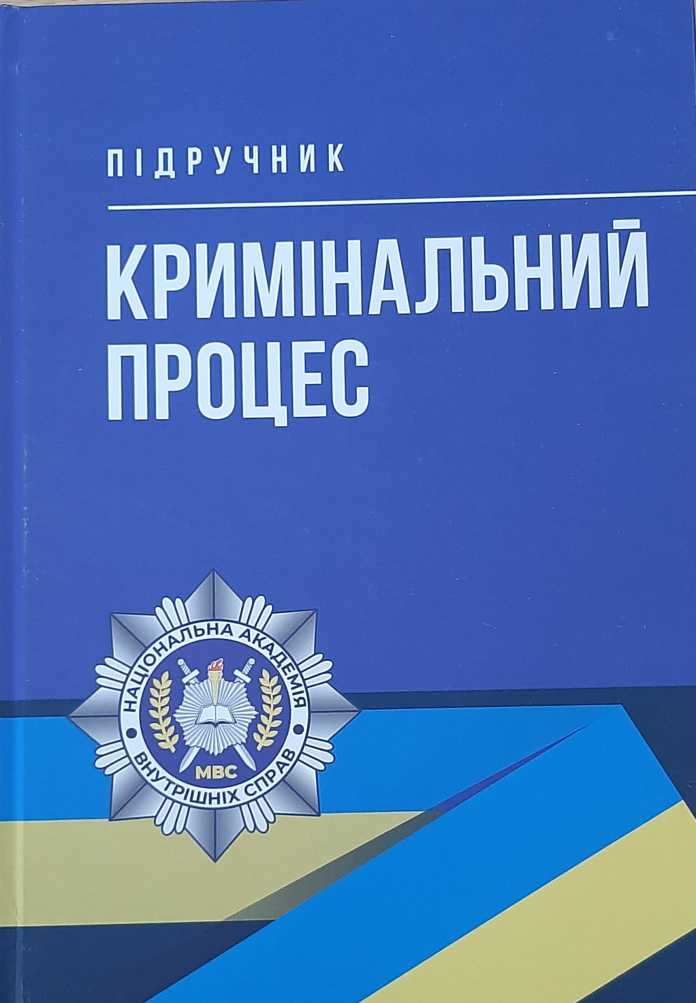 ПІДРУЧНИК
КРИМІНАЛЬНИЙ
ПРОЦЕС
НАЦІОНАЛЬНА АКАДЕМІЯ
МВС
ВНУТРІШНІХ СПРАВ